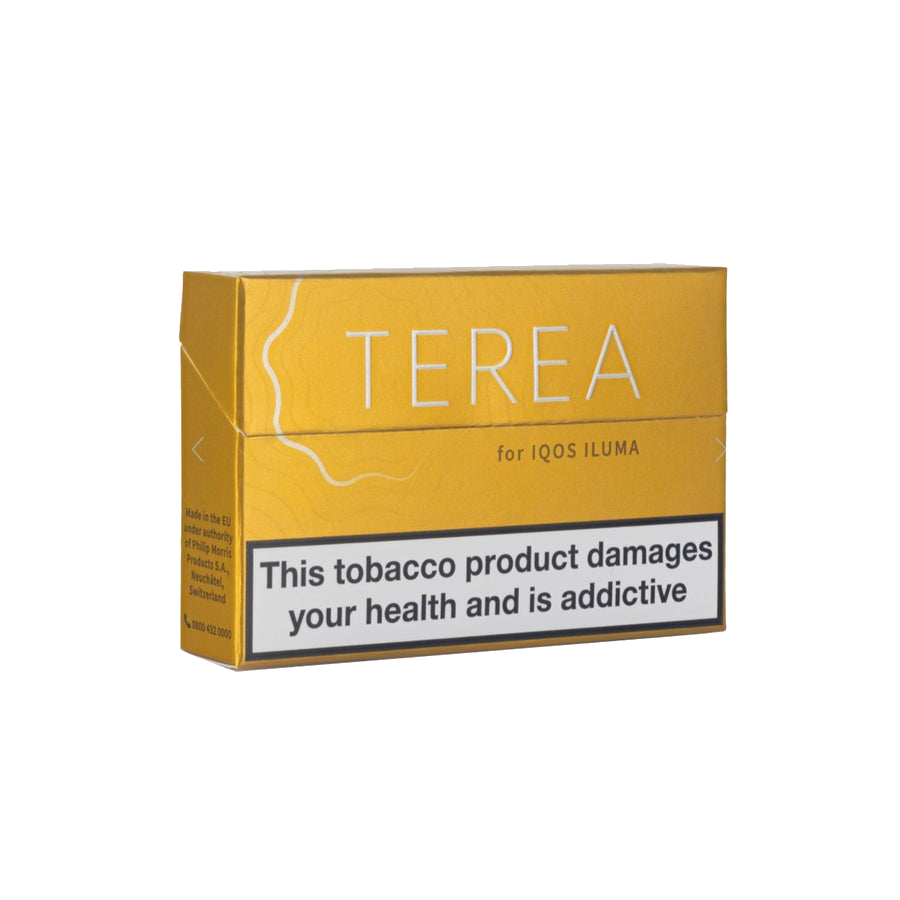 TEREA
for IQOS ILUMA
Made in the EU
under authority
of Philip Morris
Products S.A.,
Neuchâtel,
Switzerland
0800 432 0000
This tobacco product damages
your health and is addictive